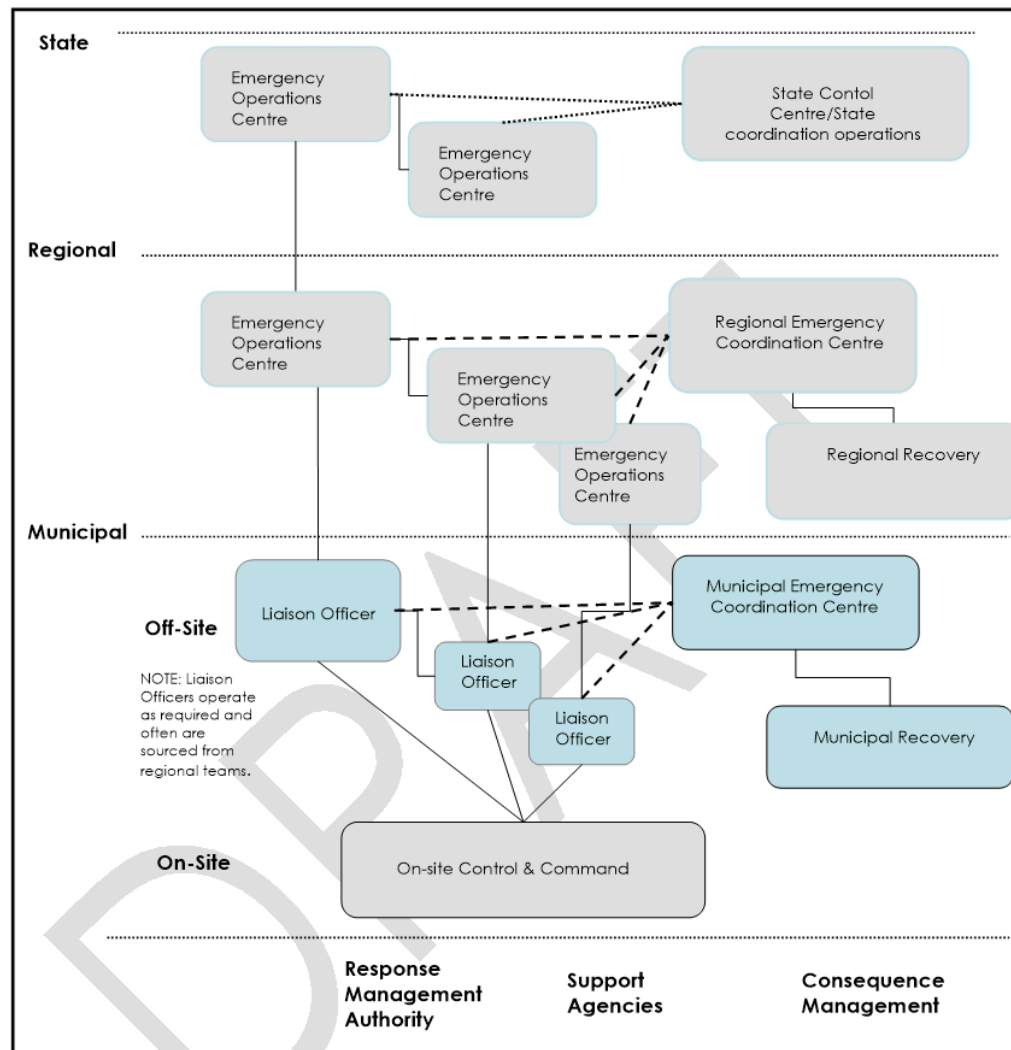 State
Emergency
Operations
Centre
State Contol
Centre/State
coordination operations
Emergency
Operations
Centre
Regional
Emergency
Operations
Centre
Regional Emergency
Coordination Centre
Emergency
Operations
Centre
Emergency
Operations
Centre
Regional Recovery
Municipal
Liaison Officer
Municipal Emergency
Coordination Centre
Off-Site
NOTE: Liaison
Officers operate
as required and
often are
sourced from
regional teams.
Liaison
Officer
Liaison
Officer
Municipal Recovery
On-Site
On-site Control & Command
Response
Management
Authority
Support
Agencies
Consequence
Management
DRAFT